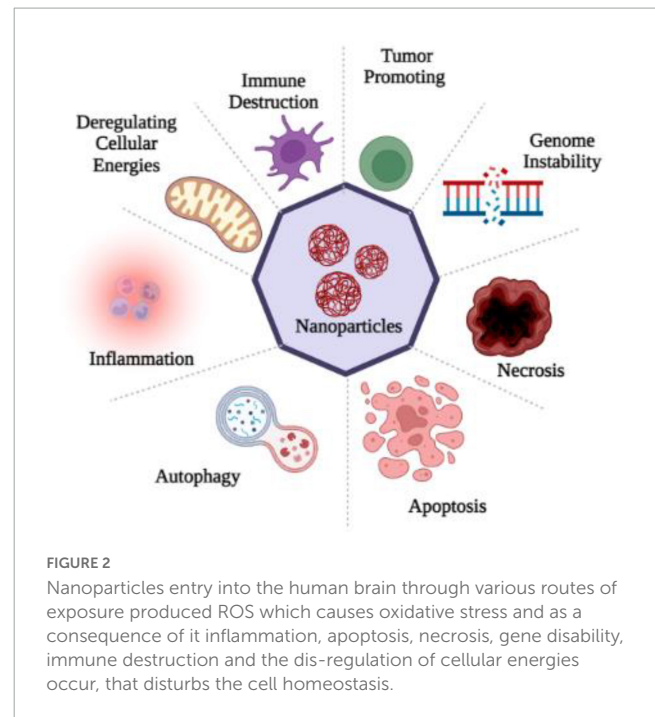 Tumor
Promoting
Immune
Destruction
Deregulating
Cellular
Energies
Genome
Instability
Nanoparticles
Inflammation
Necrosis
Autophagy
Apoptosis
FIGURE 2
Nanoparticles entry into the human brain through various routes of
exposure produced ROS which causes oxidative stress and as a
consequence of it inflammation, apoptosis, necrosis, gene disability,
immune destruction and the dis-regulation of cellular energies
occur, that disturbs the cell homeostasis.